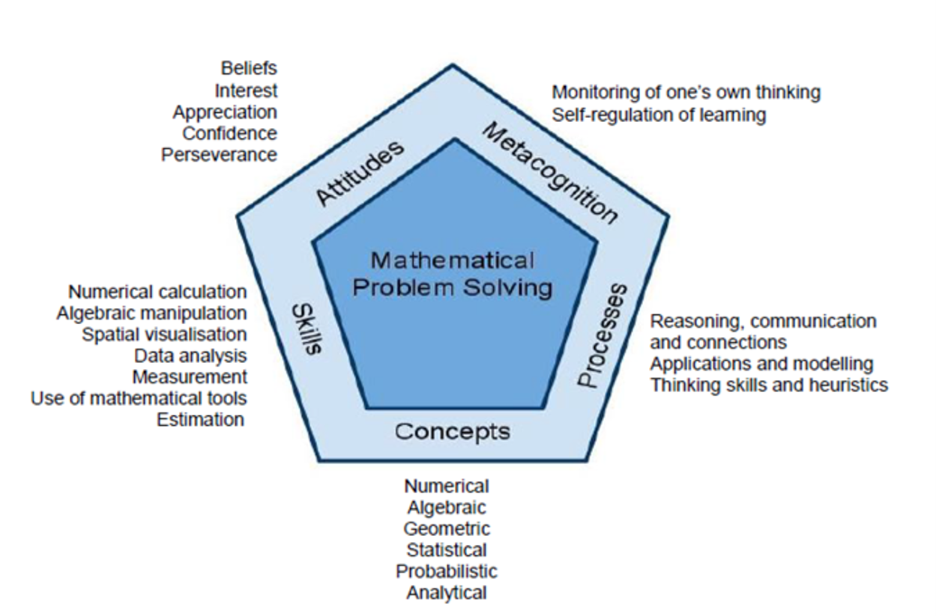 Beliefs
Interest
Appreciation
Confidence
Perseverance
Attitudes
Monitoring of one's own thinking
Self-regulation of learning
Metacognition
Mathematical
Problem Solving
Numerical calculation
Algebraic manipulation
Spatial visualisation
Data analysis
Measurement
Use of mathematical tools
Estimation
Skills
Processes
Reasoning, communication
and connections
Applications and modelling
Thinking skills and heuristics
Concepts
Numerical
Algebraic
Geometric
Statistical
Probabilistic
Analytical